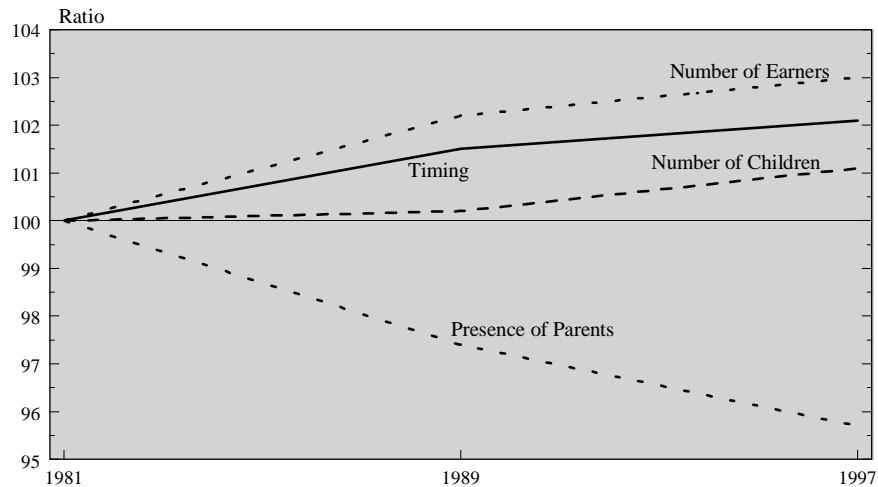 Ratio
104
103
102
101
100
99
98
97
96
95
Number of Earners
Timing
Number of Children
Presence of Parents
1981
1989
1997